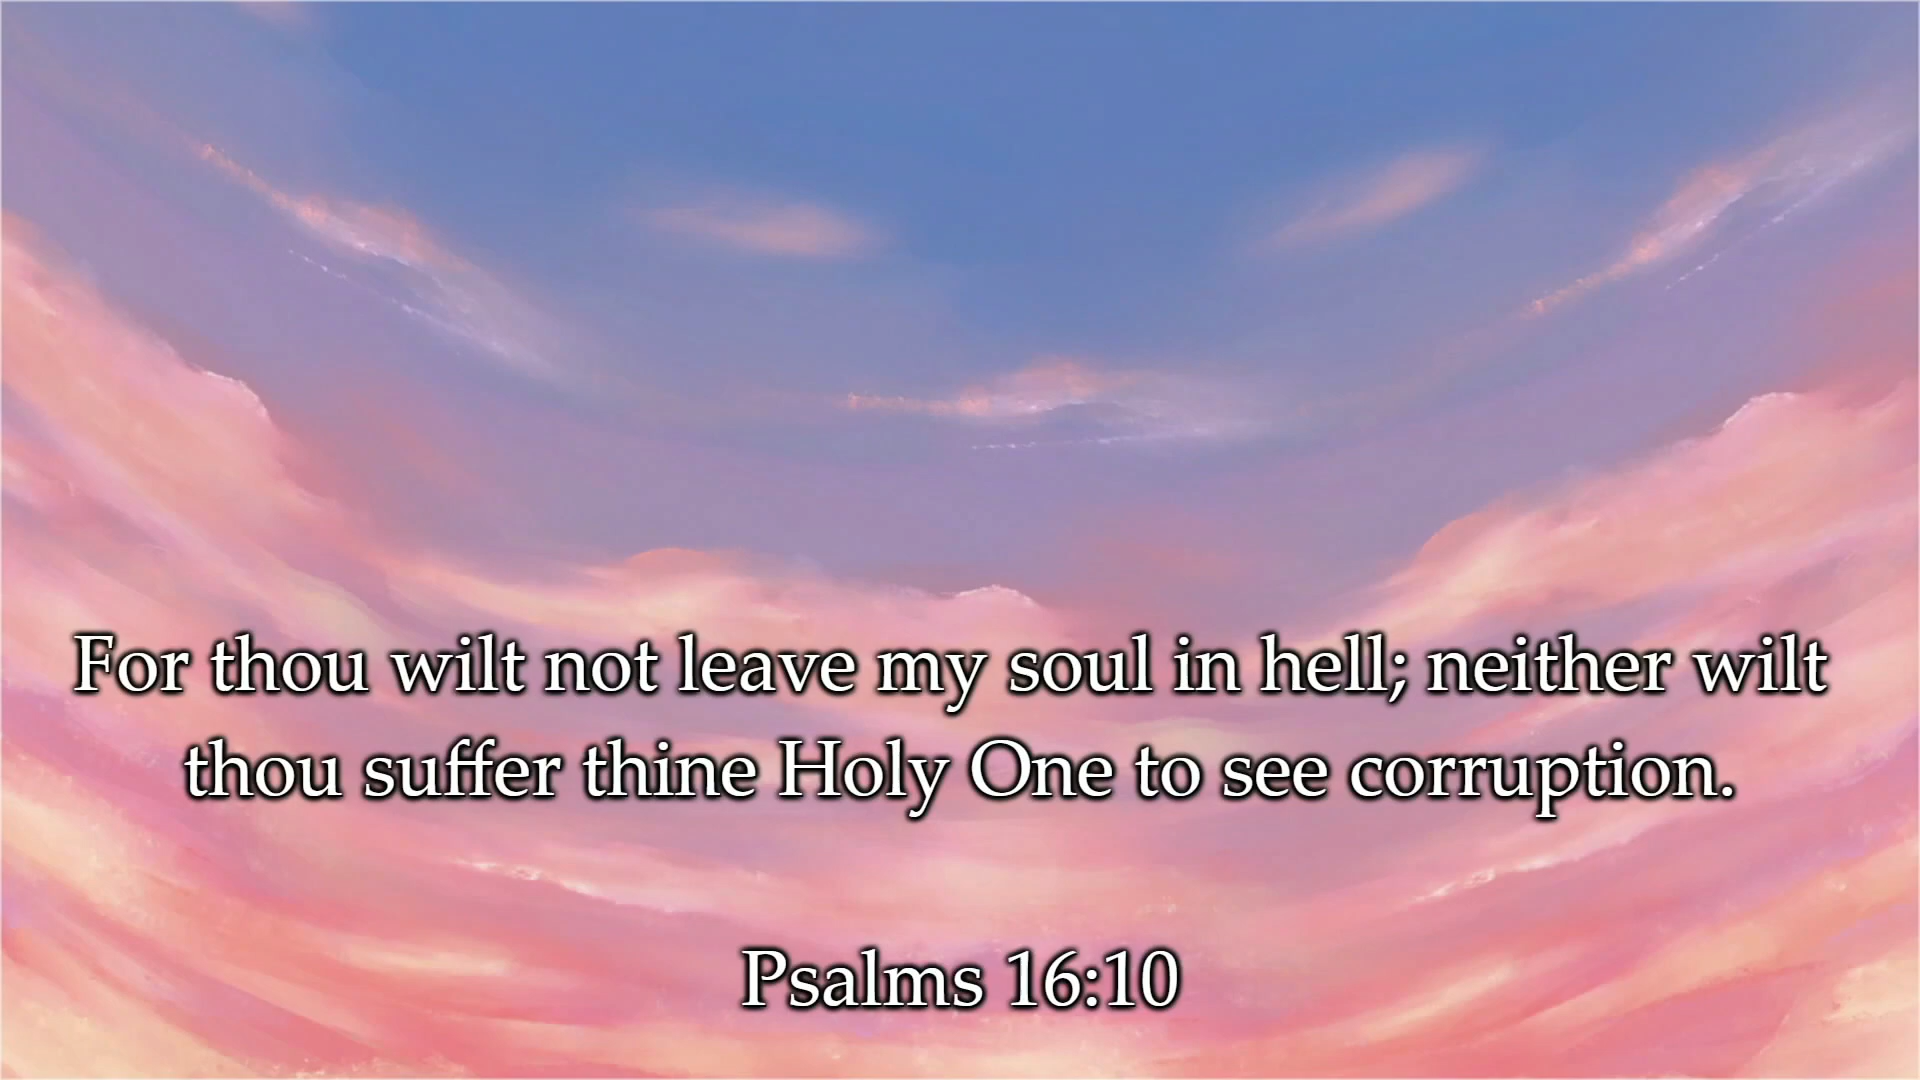 For thou wilt not leave my soul in hell; neither wilt
thou suffer thine Holy One to see corruption.
Psalms 16:10